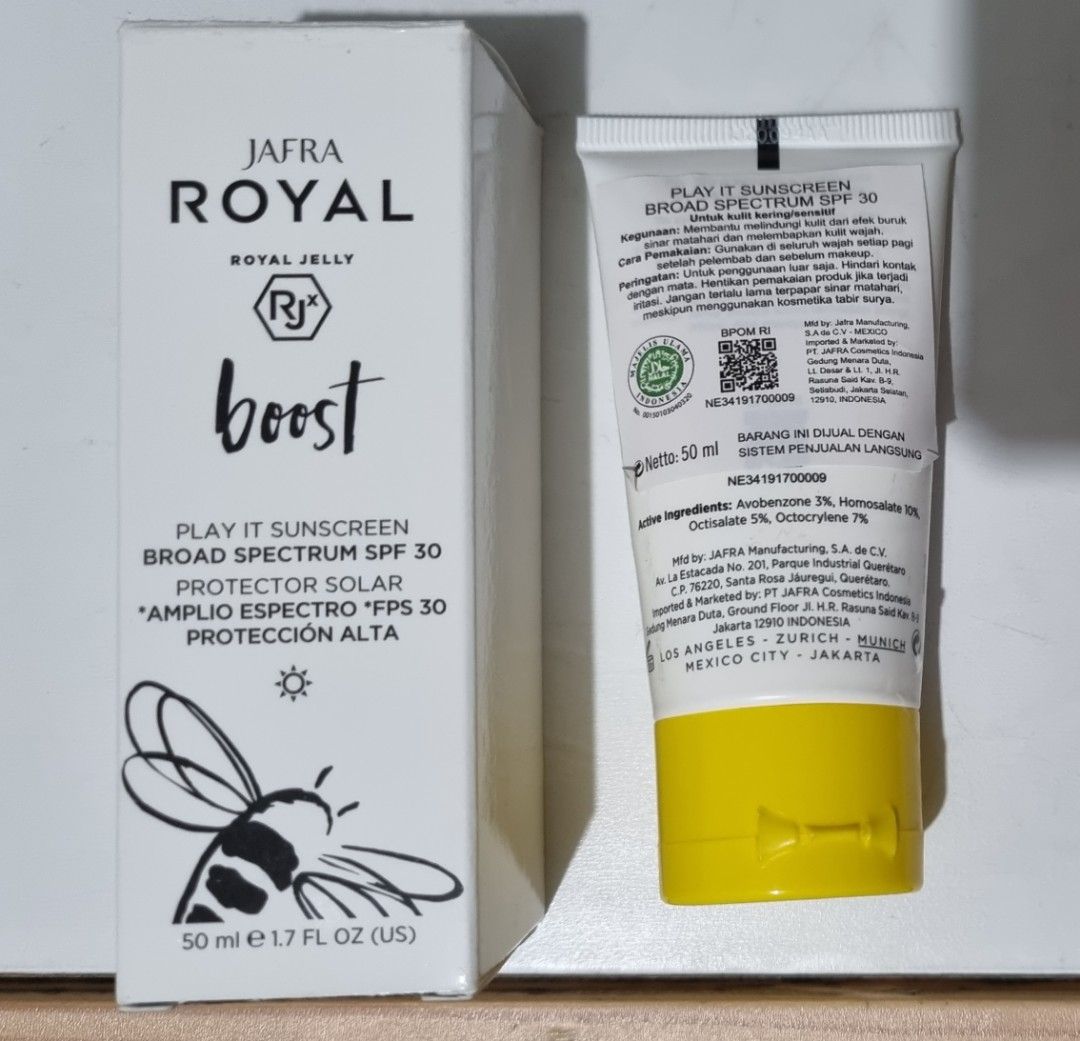 JAFRA
ROYAL
ROYAL JELLY
RJx
boost
PLAY IT SUNSCREEN
BROAD SPECTRUM SPF 30
PROTECTOR SOLAR
*AMPLIO ESPECTRO *FPS 30
PROTECCIÓN ALTA
50 ml e 1.7 FL OZ (US)
PLAY IT SUNSCREEN
BROAD SPECTRUM SPF 30
Untuk kulit kering/sensitif
Kegunaan: Membantu melindungi kulit dari efek buruk
sinar matahari dan melembapkan kulit wajah.
Cara Pemakaian: Gunakan di seluruh wajah setiap pagi
setelah pelembab dan sebelum makeup.
Peringatan: Untuk penggunaan luar saja. Hindari kontak
dengan mata. Hentikan pemakaian produk jika terjadi
iritasi. Jangan terlalu lama terpapar sinar matahari,
meskipun menggunakan kosmetika tabir surya.
MAJELIS ULAMA
HALAL
INDONESIA
No. 00150103040320
BPOM RI
NE34191700009
Mfd by: Jafra Manufacturing,
S.A de C.V - MEXICO
Imported & Marketed by:
PT. JAFRA Cosmetics Indonesia
Gedung Menara Duta,
Lt. Dasar & Lt. 1, Jl. H.R.
Rasuna Said Kav. B-9,
Setiabudi, Jakarta Selatan,
12910, INDONESIA
Netto: 50 ml
BARANG INI DIJUAL DENGAN
SISTEM PENJUALAN LANGSUNG
NE34191700009
Active Ingredients: Avobenzone 3%, Homosalate 10%,
Octisalate 5%, Octocrylene 7%
Mfd by: JAFRA Manufacturing, S.A. de C.V.
Av. La Estacada No. 201, Parque Industrial Querétaro
C.P. 76220, Santa Rosa Jáuregui, Querétaro.
Imported & Marketed by: PT JAFRA Cosmetics Indonesia
Gedung Menara Duta, Ground Floor Jl. H.R. Rasuna Said Kav. B-9
Jakarta 12910 INDONESIA
LOS ANGELES - ZURICH - MUNICH
MEXICO CITY - JAKARTA